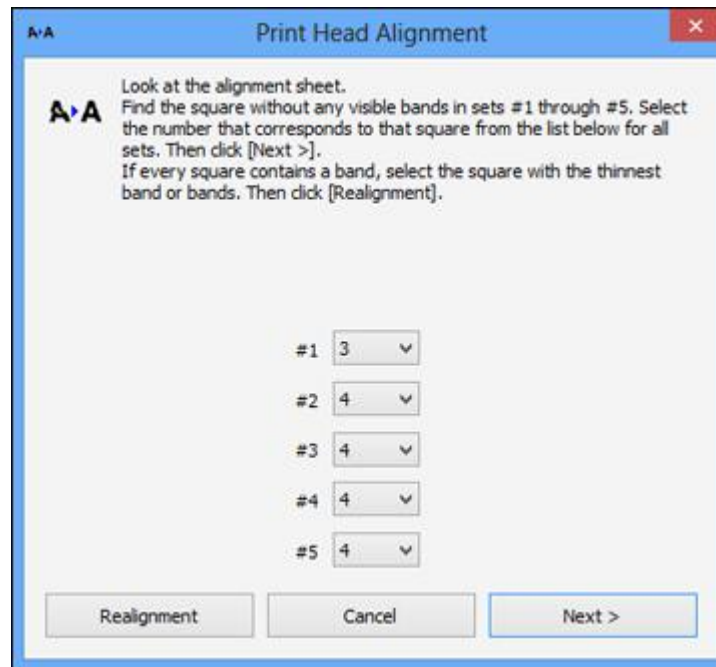 A▸A Print Head Alignment
A▸A
Look at the alignment sheet.
Find the square without any visible bands in sets #1 through #5. Select
the number that corresponds to that square from the list below for all
sets. Then click [Next >].
If every square contains a band, select the square with the thinnest
band or bands. Then click [Realignment].
#1 3
#2 4
#3 4
#4 4
#5 4
Realignment Cancel Next >